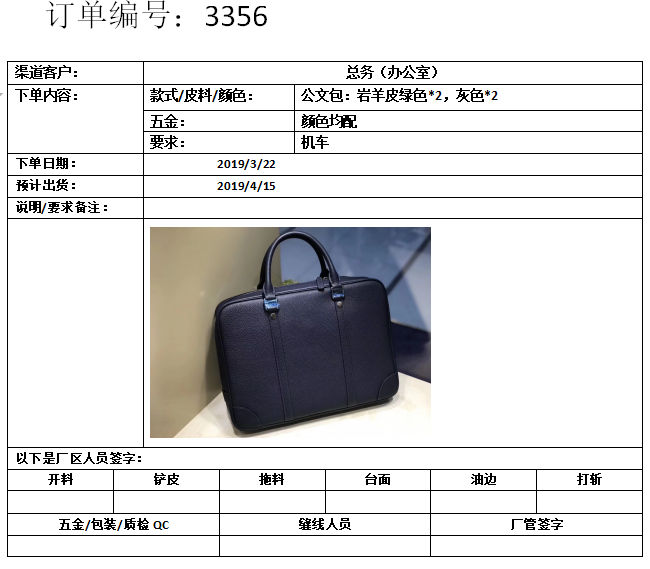 订单编号：3356
渠道客户： 总务（办公室）
下单内容： 款式/皮料/颜色： 公文包：岩羊皮绿色*2，灰色*2
五金： 颜色均配
要求： 机车
下单日期： 2019/3/22
预计出货： 2019/4/15
说明/要求备注：
以下是厂区人员签字：
开料 铲皮 拖料 台面 油边 打折
五金/包装/质检 QC 缝线人员 厂管签字